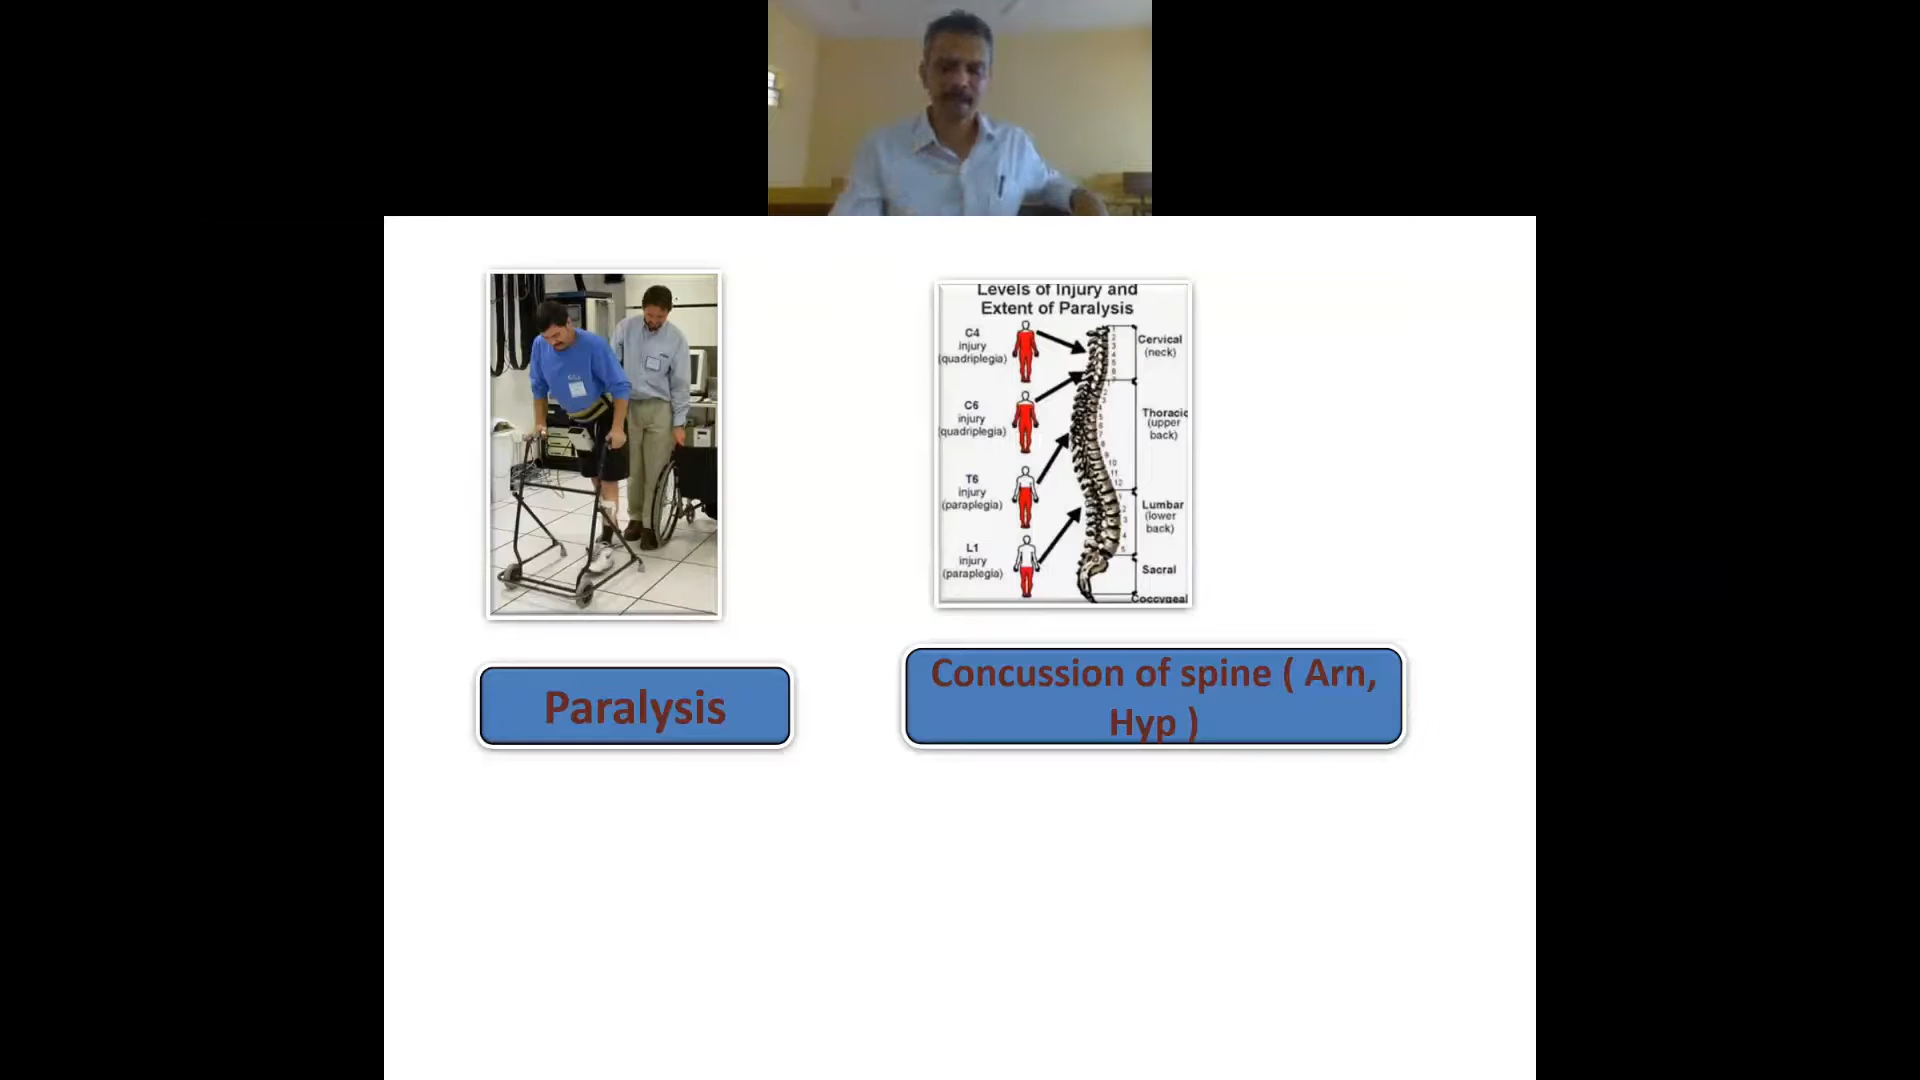 Levels of Injury and
Extent of Paralysis
C4
injury
(quadriplegia)
C6
injury
(quadriplegia)
T6
injury
(paraplegia)
L1
injury
(paraplegia)
Cervical
(neck)
Thoracic
(upper
back)
Lumbar
(lower
back)
Sacral
Coccygeal
Paralysis
Concussion of spine ( Arn,
Hyp )